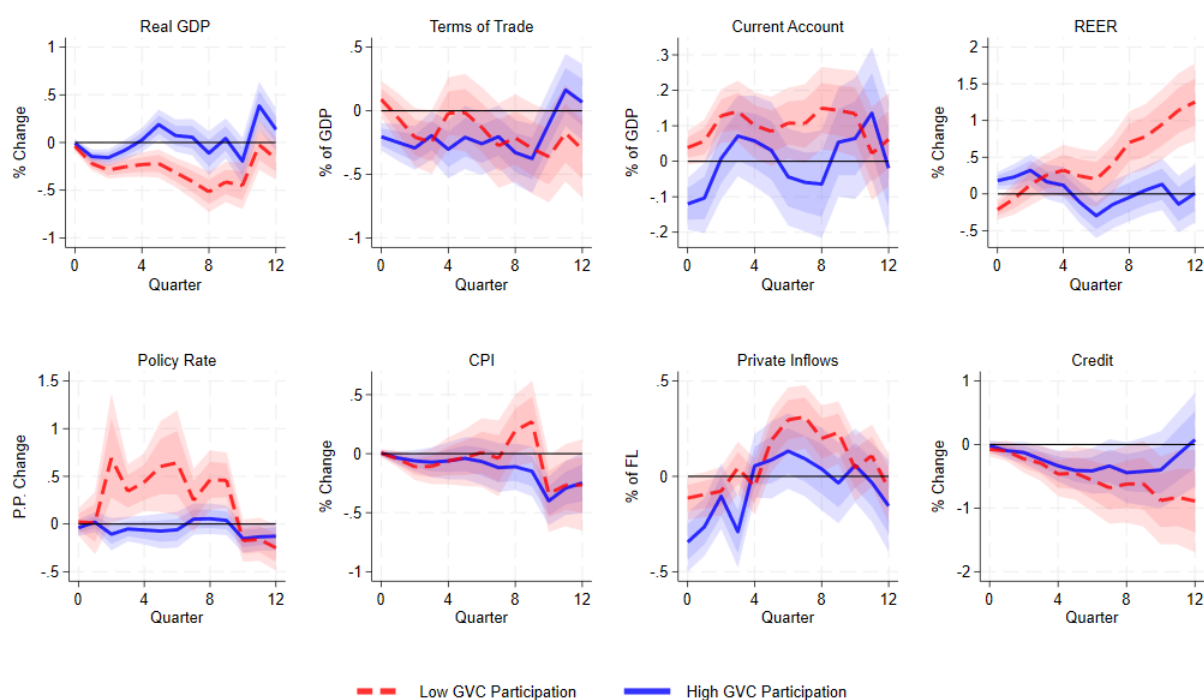 Real GDP
% Change
1
.5
0
-.5
-1
0 4 8 12
Quarter
Terms of Trade
% of GDP
.5
0
-.5
-1
0 4 8 12
Quarter
Current Account
% of GDP
.3
.2
.1
0
-.1
-.2
0 4 8 12
Quarter
REER
% Change
2
1.5
1
.5
0
-.5
0 4 8 12
Quarter
Policy Rate
P.P. Change
1.5
1
.5
0
-.5
0 4 8 12
Quarter
CPI
% Change
.5
0
-.5
-1
0 4 8 12
Quarter
Private Inflows
% of FL
.5
0
-.5
0 4 8 12
Quarter
Credit
% Change
1
0
-1
-2
0 4 8 12
Quarter
Low GVC Participation
High GVC Participation